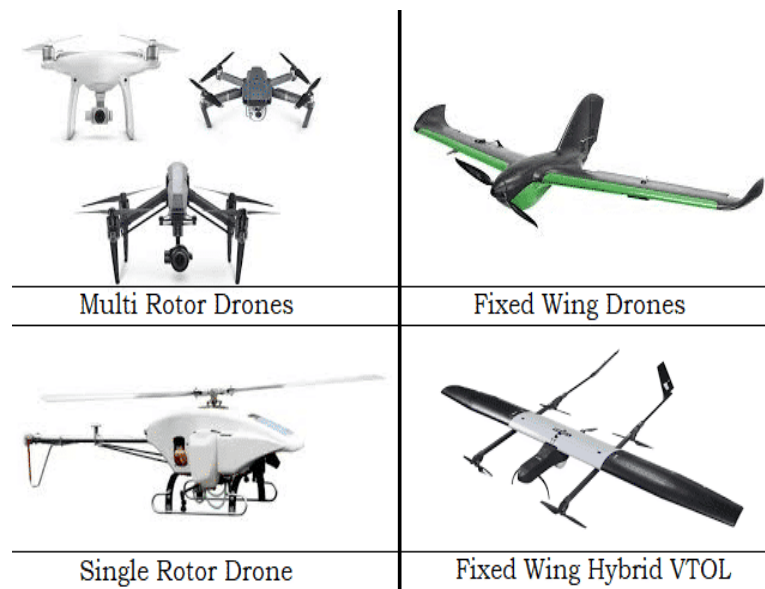 Multi Rotor Drones
Fixed Wing Drones
Single Rotor Drone
Fixed Wing Hybrid VTOL